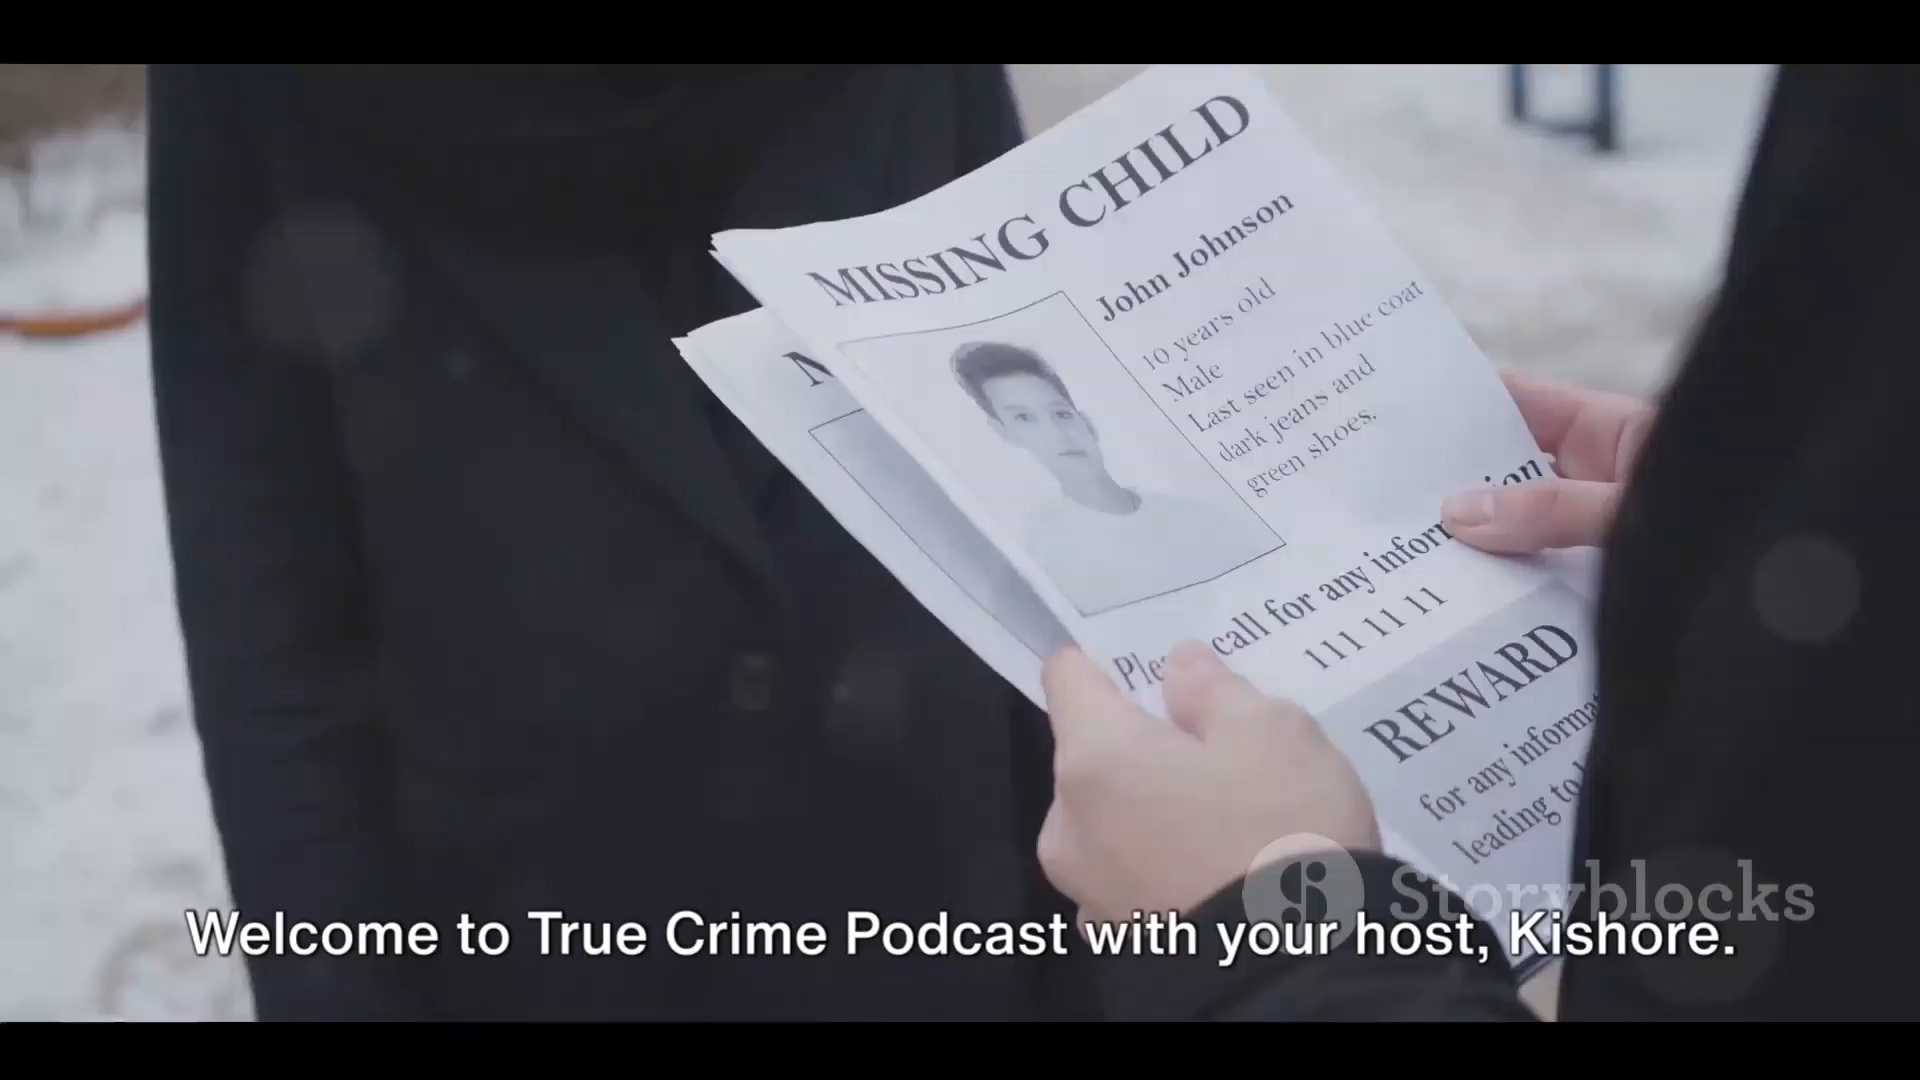 MISSING CHILD
John Johnson
10 years old
Male
Last seen in blue coat
dark jeans and
green shoes.
call for any
111 11 11
REWARD
for any
leading to
Storyblocks
Welcome to True Crime Podcast with your host, Kishore.